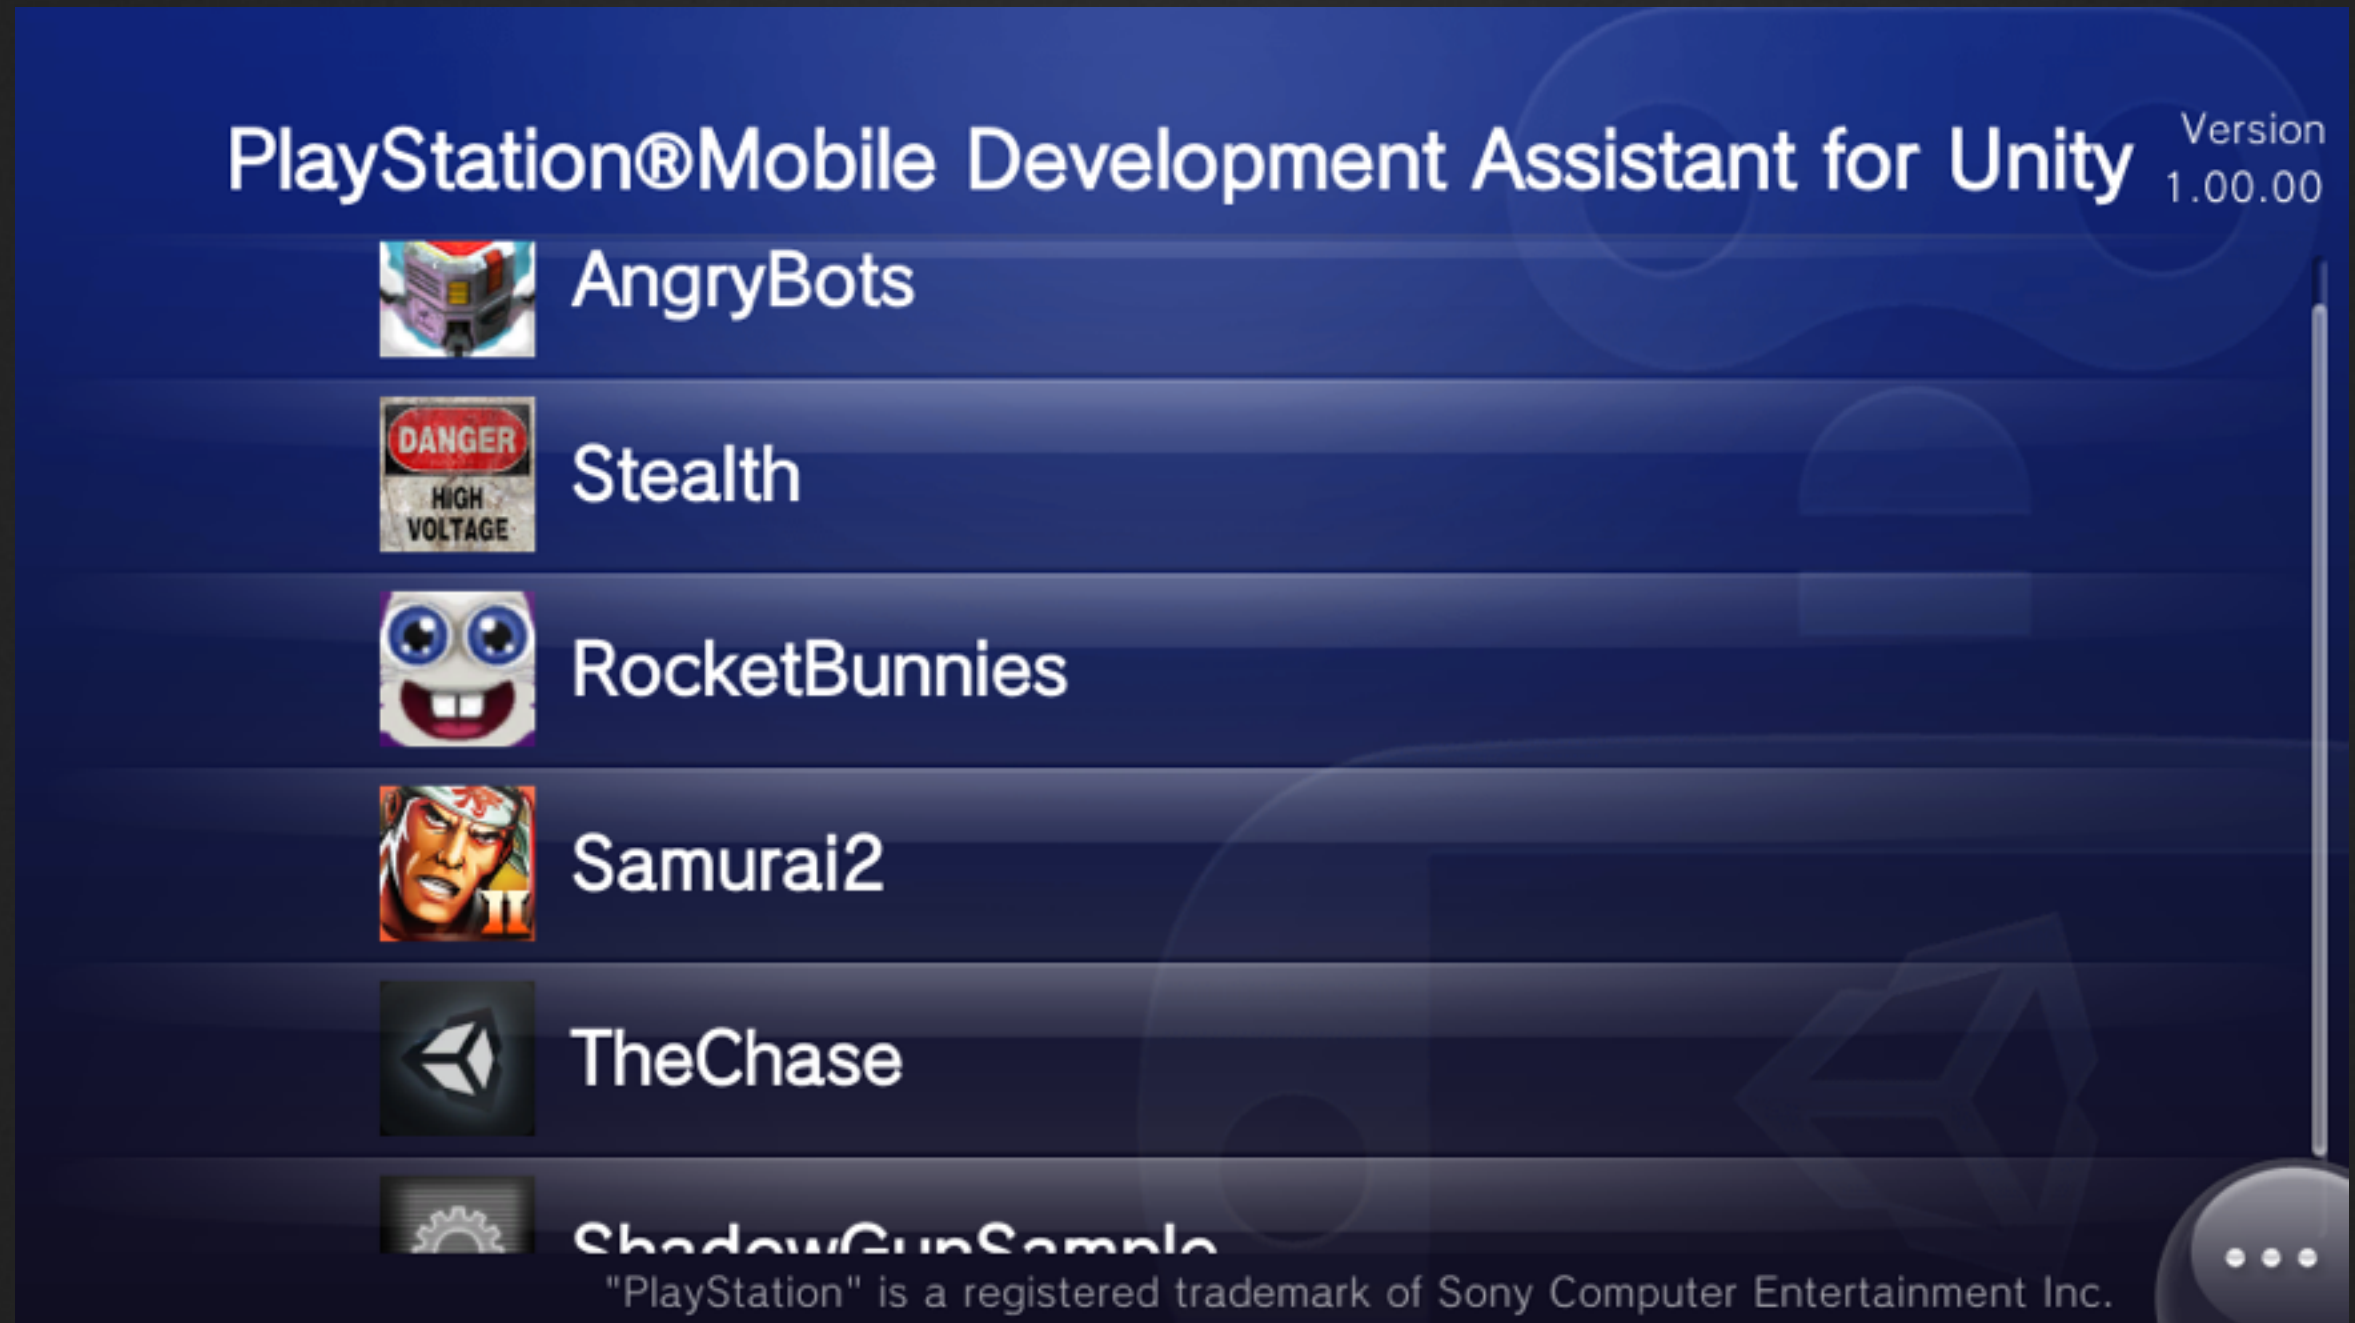 PlayStation®Mobile Development Assistant for Unity
Version
1.00.00
AngryBots
DANGER
HIGH
VOLTAGE
Stealth
RocketBunnies
II
Samurai2
TheChase
ShadowGunSample
"PlayStation" is a registered trademark of Sony Computer Entertainment Inc.